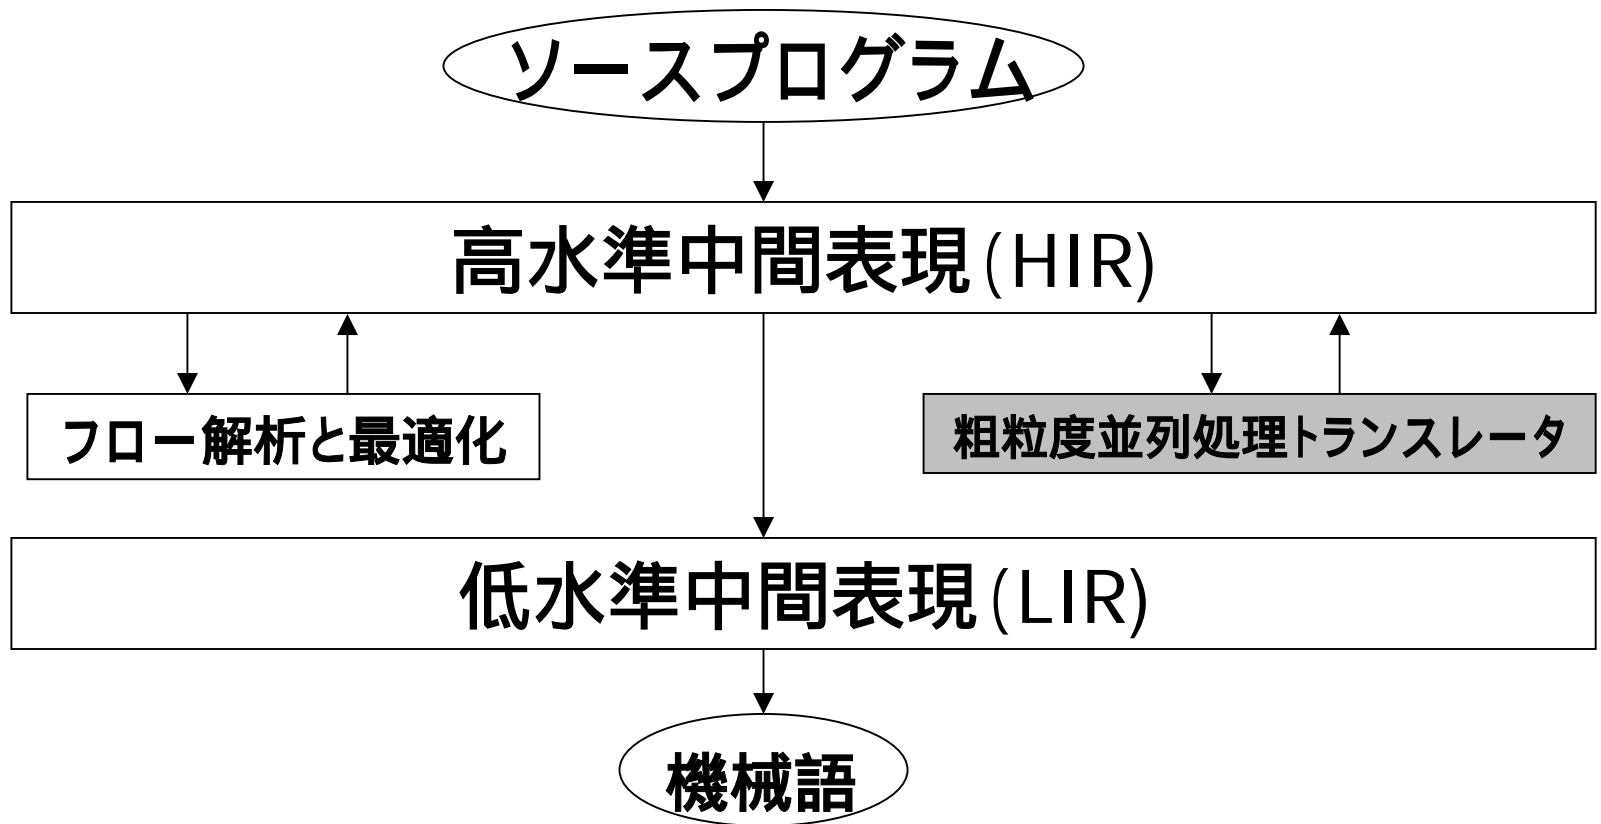 ソースプログラム
高水準中間表現(HIR)
フロー解析と最適化
粗粒度並列処理トランスレータ
低水準中間表現(LIR)
機械語